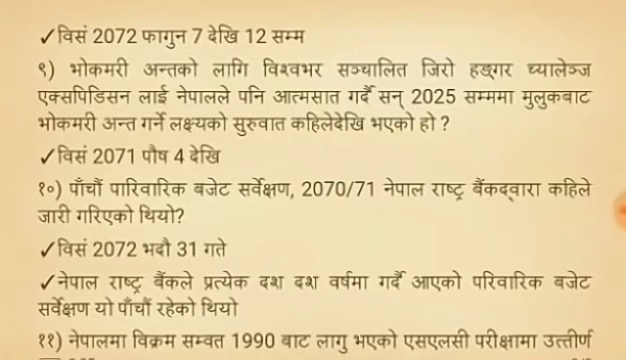 ✓विसं 2072 फागुन 7 देखि 12 सम्म
९) भोकमरी अन्तको लागि विश्वभर सञ्चालित जिरो हङ्गर च्यालेञ्ज
एक्सपिडिसन लाई नेपालले पनि आत्मसात गर्दै सन् 2025 सम्ममा मुलुकबाट
भोकमरी अन्त गर्ने लक्ष्यको सुरुवात कहिलेदेखि भएको हो ?
✓विसं 2071 पौष 4 देखि
१०) पाँचौं पारिवारिक बजेट सर्वेक्षण, 2070/71 नेपाल राष्ट्र बैंकद्वारा कहिले
जारी गरिएको थियो?
✓विसं 2072 भदौ 31 गते
✓नेपाल राष्ट्र बैंकले प्रत्येक दश दश वर्षमा गर्दै आएको परिवारिक बजेट
सर्वेक्षण यो पाँचौं रहेको थियो
११) नेपालमा विक्रम सम्वत 1990 बाट लागु भएको एसएलसी परीक्षामा उत्तीर्ण